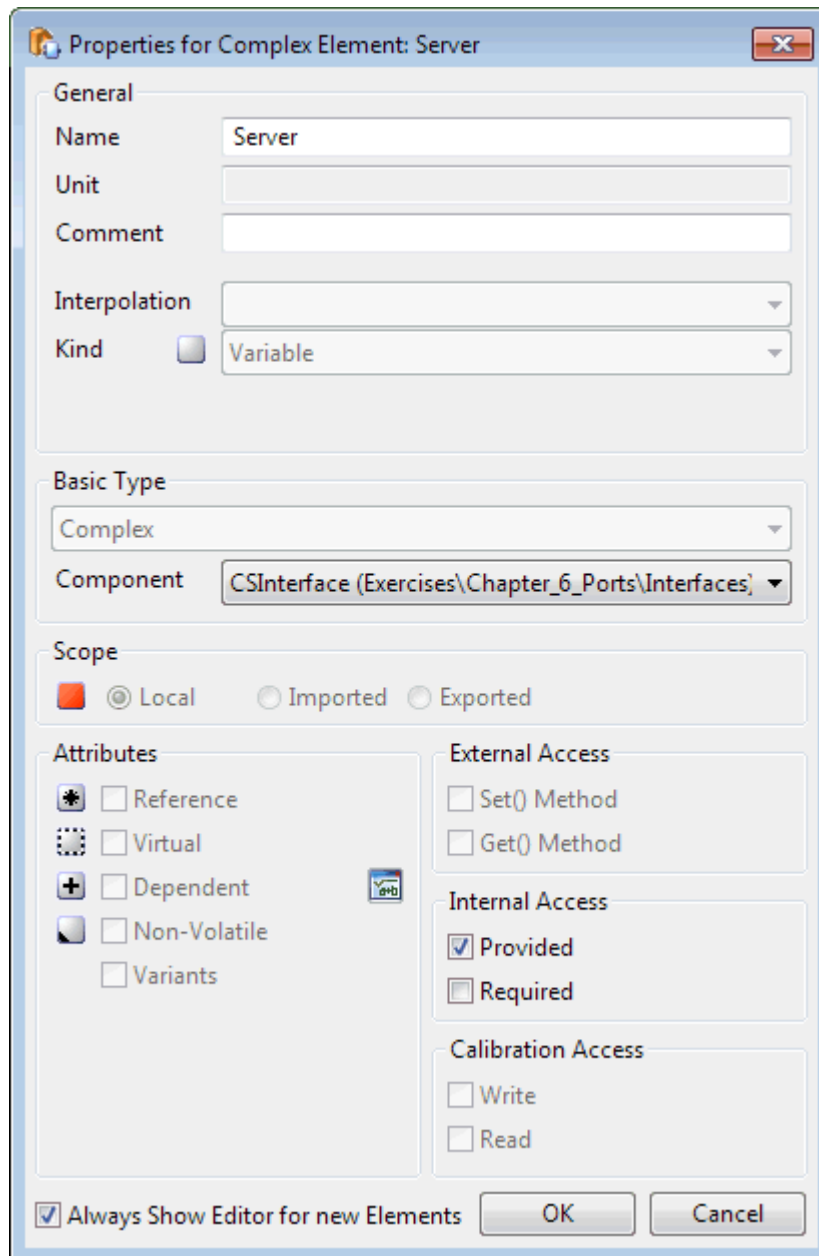 Properties for Complex Element: Server
General
Name Server
Unit
Comment
Interpolation
Kind Variable
Basic Type
Complex
Component CSInterface (Exercises\Chapter_6_Ports\Interfaces)
Scope
Local Imported Exported
Attributes
Reference
Virtual
Dependent
Non-Volatile
Variants
External Access
Set() Method
Get() Method
Internal Access
Provided
Required
Calibration Access
Write
Read
Always Show Editor for new Elements OK Cancel